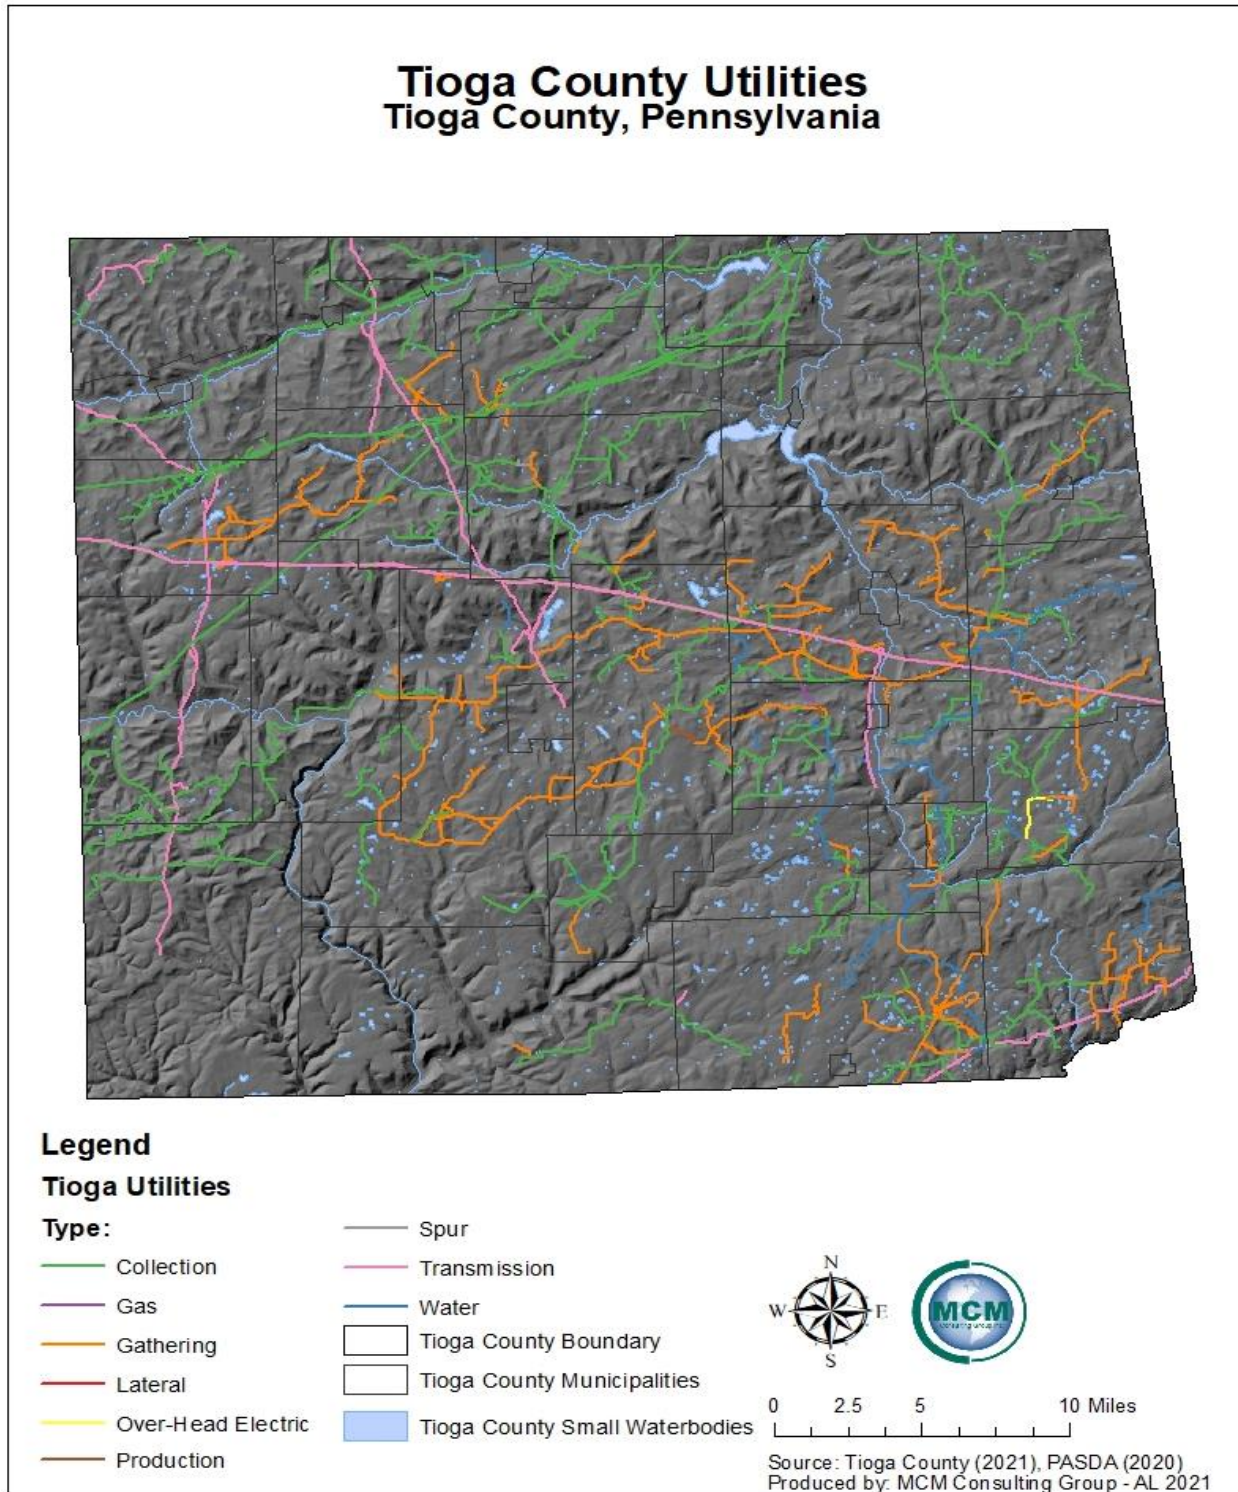 Tioga County Utilities
Tioga County, Pennsylvania
Legend
Tioga Utilities
Type:
Collection
Gas
Gathering
Lateral
Over-Head Electric
Production
Spur
Transmission
Water
Tioga County Boundary
Tioga County Municipalities
Tioga County Small Waterbodies
N
W E
S
MCM
Consulting Group
0 2.5 5 10 Miles
Source: Tioga County (2021), PASDA (2020)
Produced by: MCM Consulting Group - AL 2021